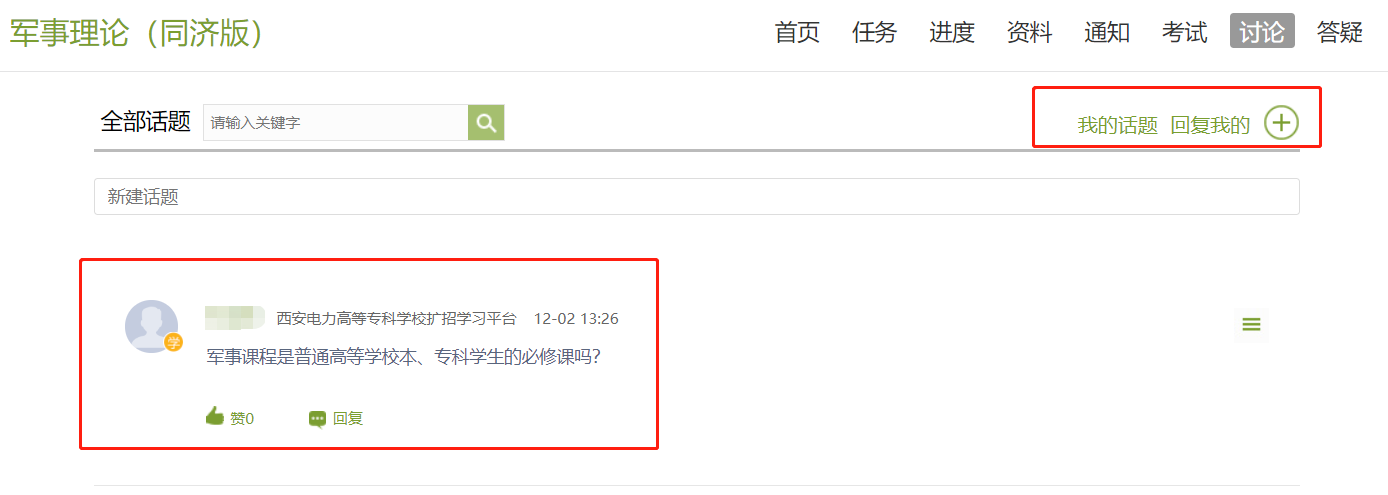 军事理论（同济版）
首页 任务 进度 资料 通知 考试 讨论 答疑
全部话题 请输入关键字 我的话题 回复我的
新建话题
西安电力高等专科学校扩招学习平台 12-02 13:26
学
军事课程是普通高等学校本、专科学生的必修课吗?
赞0 回复